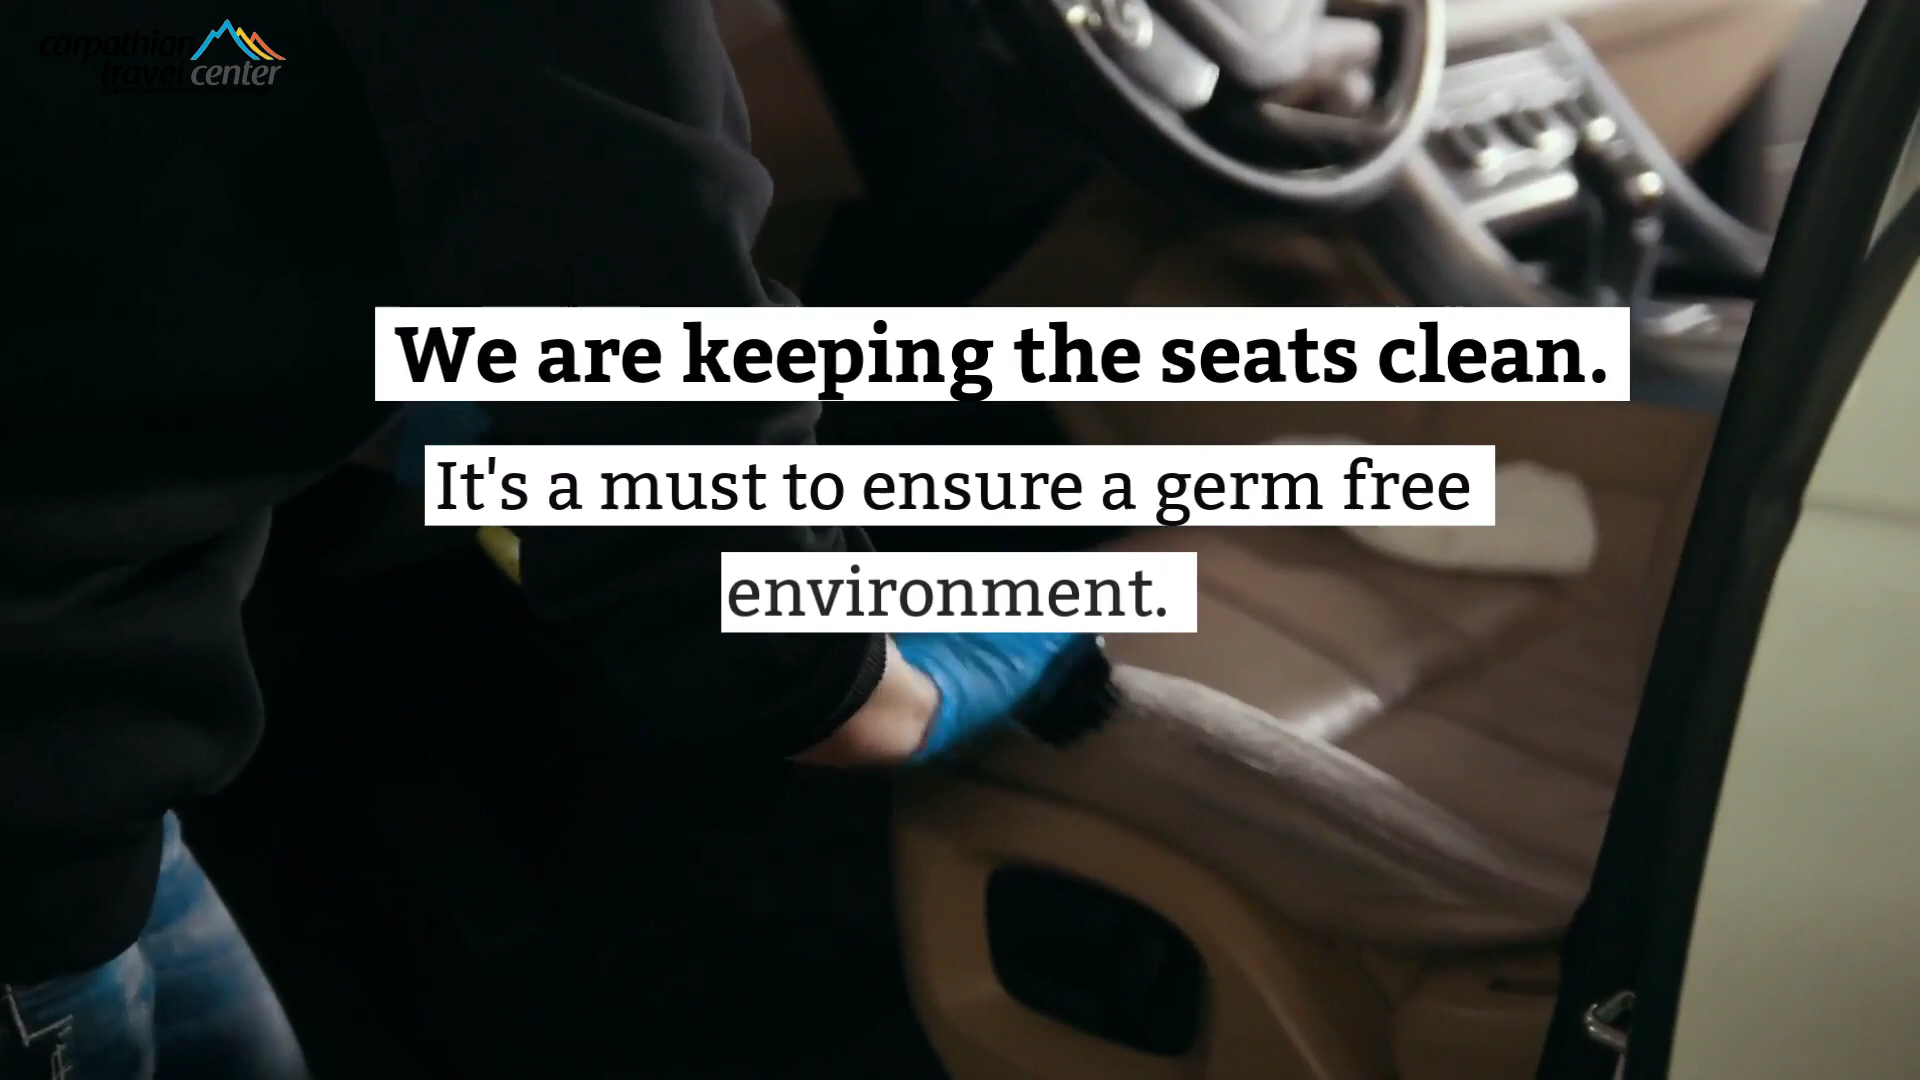 carpathian
travel center
We are keeping the seats clean.
It's a must to ensure a germ free
environment.